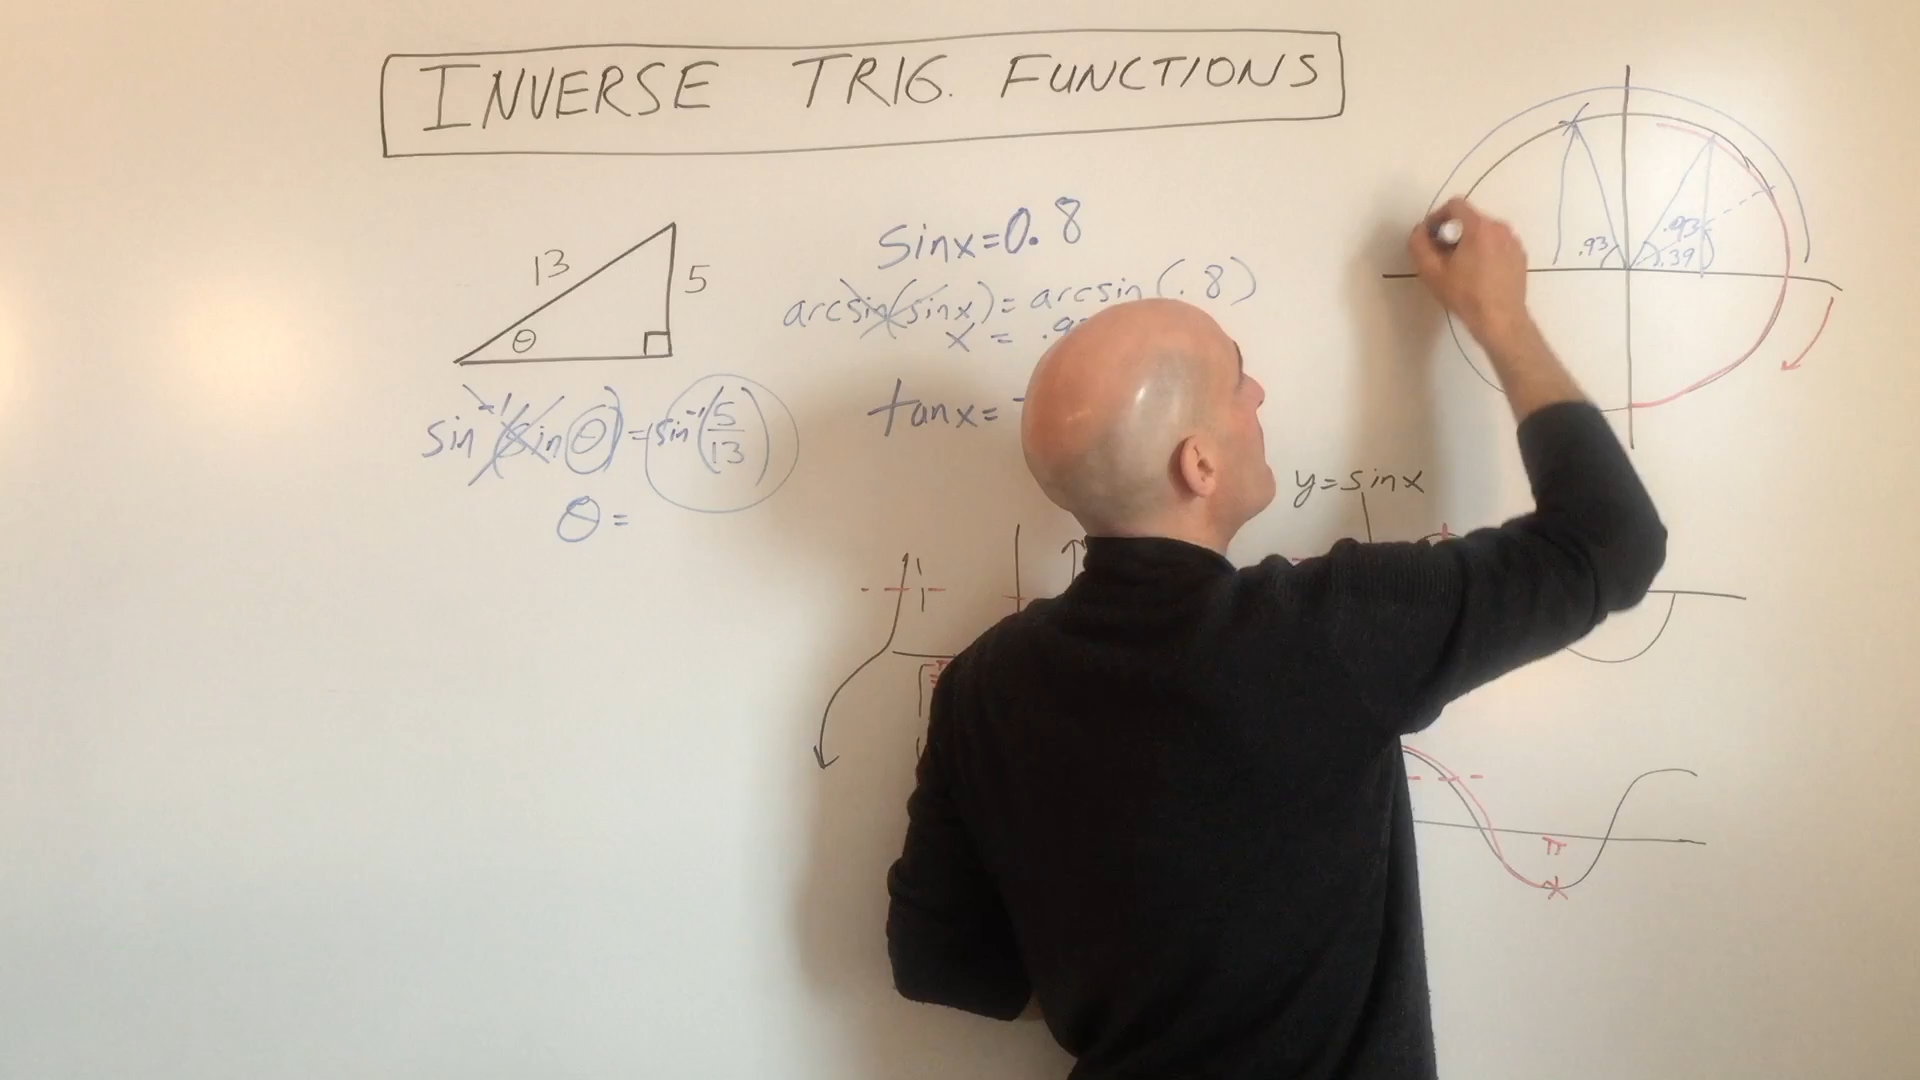 INVERSE TRIG. FUNCTIONS
13
5
θ
sin⁻¹(sin θ) = sin⁻¹(5/13)
θ =
sinx=0.8
arcsin(sinx)=arcsin(.8)
x = .9
tanx=
.93
.93
.39
y=sinx
π